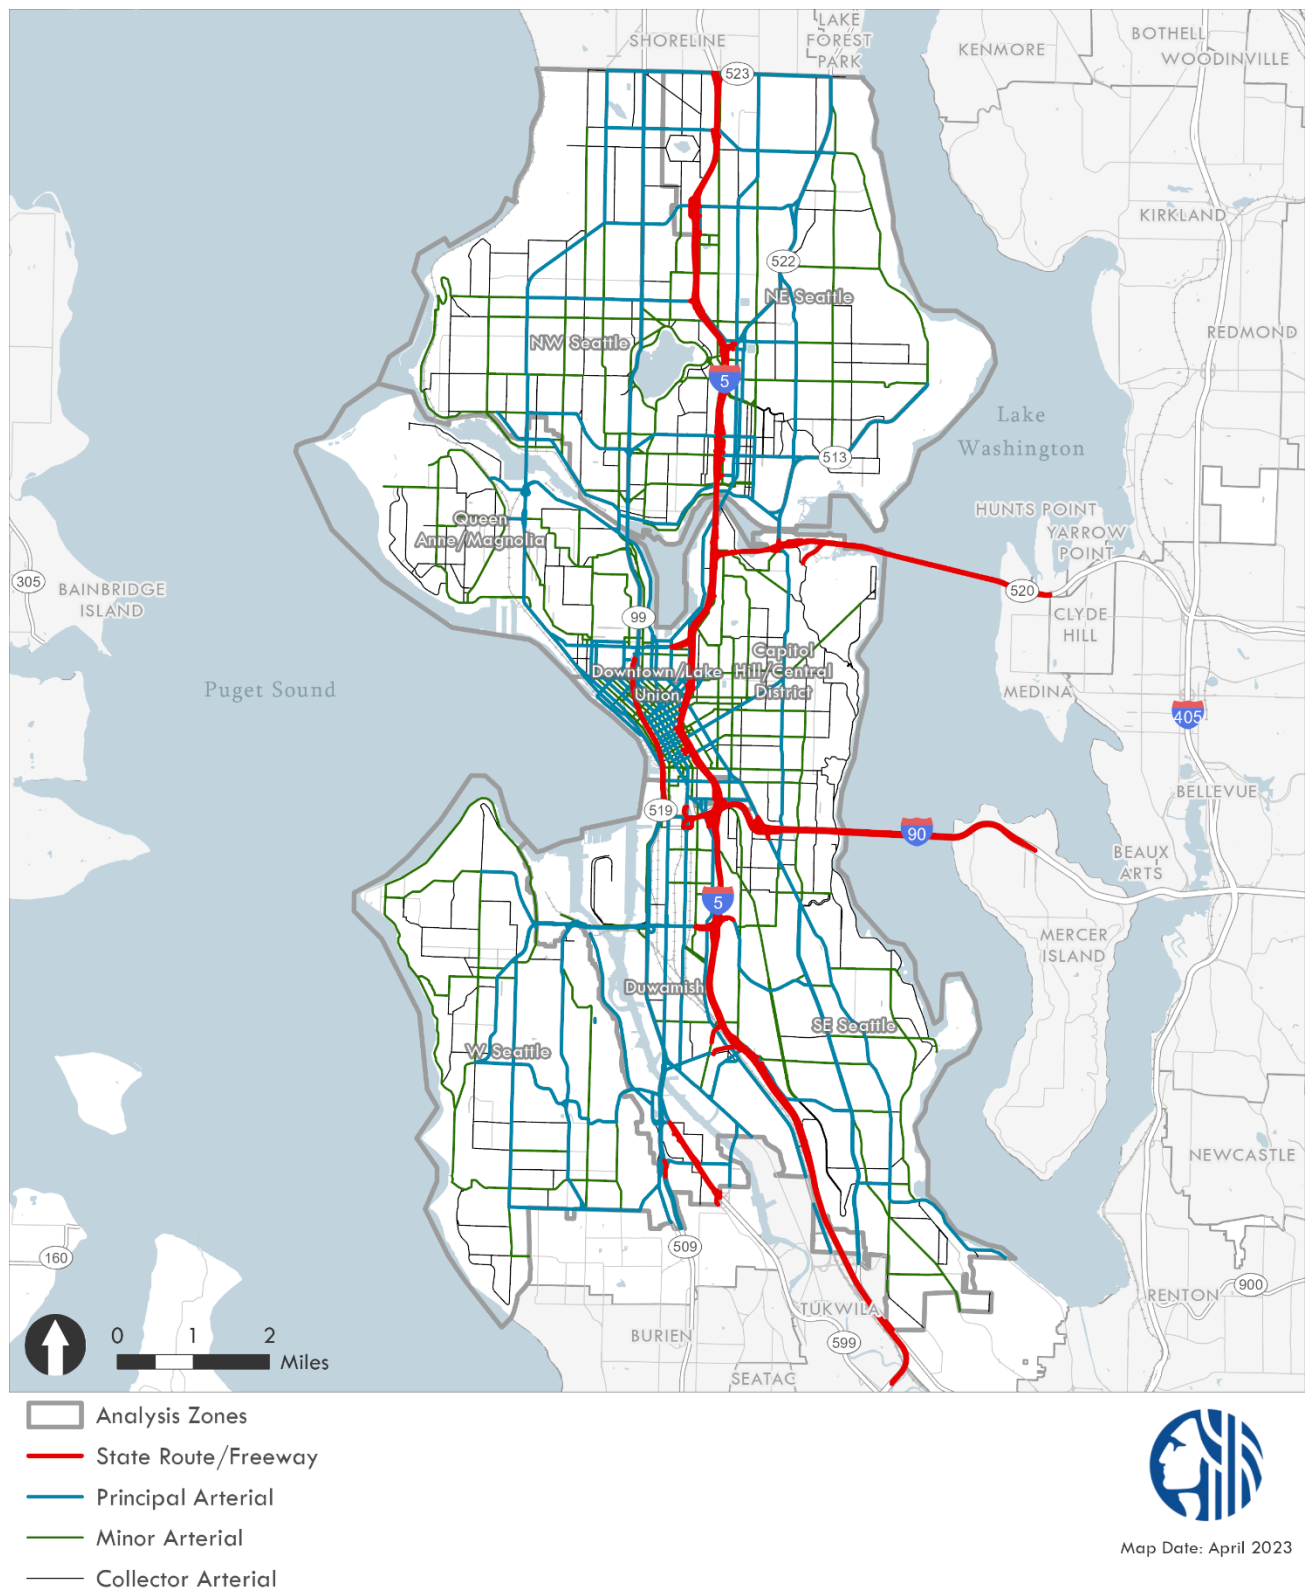 SHORELINE
LAKE
FOREST
PARK
KENMORE
BOTHELL
WOODINVILLE
523
KIRKLAND
522
NE Seattle
REDMOND
NW Seattle
5
Lake
Washington
513
HUNTS POINT
YARROW
POINT
Queen
Anne/Magnolia
305
BAINBRIDGE
ISLAND
520
CLYDE
HILL
99
Capitol
Hill/Central
District
Downtown/Lake
Union
Puget Sound
MEDINA
405
BELLEVUE
519
90
BEAUX
ARTS
5
MERCER
ISLAND
Duwamish
SE Seattle
W Seattle
NEWCASTLE
509
160
900
RENTON
TUKWILA
BURIEN
599
SEATAC
0 1 2
Miles
Analysis Zones
State Route/Freeway
Principal Arterial
Minor Arterial
Collector Arterial
Map Date: April 2023